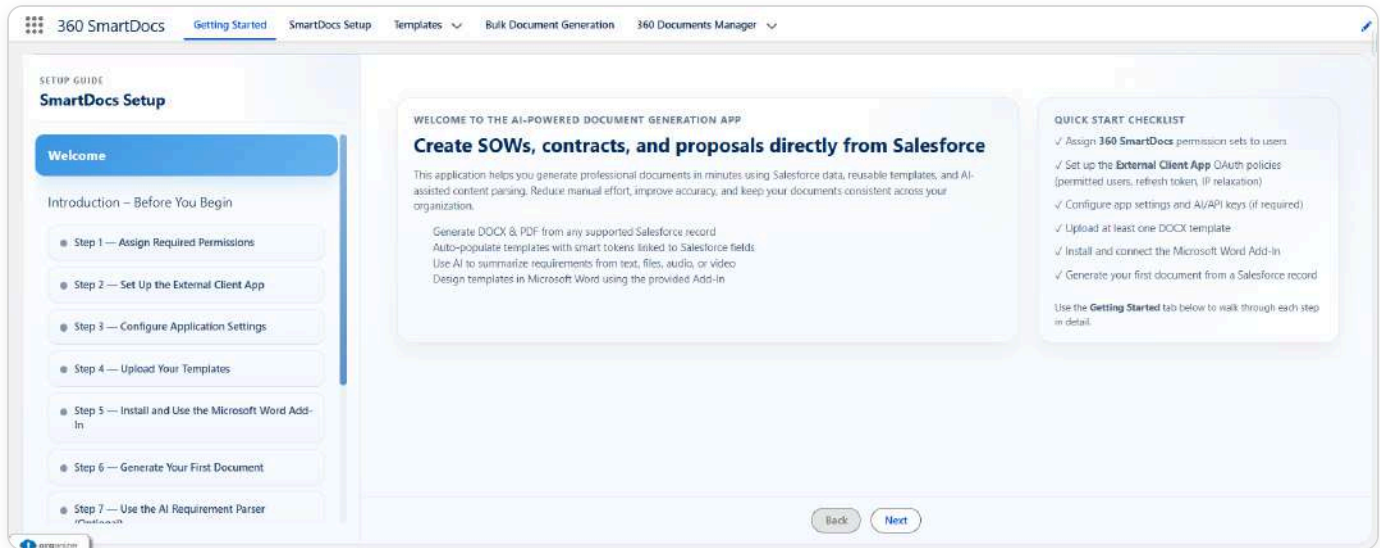 360 SmartDocs
Getting Started
SmartDocs Setup
Templates
Bulk Document Generation
360 Documents Manager
SETUP GUIDE
SmartDocs Setup
Welcome
Introduction – Before You Begin
Step 1 — Assign Required Permissions
Step 2 — Set Up the External Client App
Step 3 — Configure Application Settings
Step 4 — Upload Your Templates
Step 5 — Install and Use the Microsoft Word Add-
In
Step 6 — Generate Your First Document
Step 7 — Use the AI Requirement Parser
(Optional)
WELCOME TO THE AI-POWERED DOCUMENT GENERATION APP
Create SOWs, contracts, and proposals directly from Salesforce
This application helps you generate professional documents in minutes using Salesforce data, reusable templates, and AI-
assisted content parsing. Reduce manual effort, improve accuracy, and keep your documents consistent across your
organization.
Generate DOCX & PDF from any supported Salesforce record
Auto-populate templates with smart tokens linked to Salesforce fields
Use AI to summarize requirements from text, files, audio, or video
Design templates in Microsoft Word using the provided Add-In
QUICK START CHECKLIST
✓ Assign 360 SmartDocs permission sets to users
✓ Set up the External Client App OAuth policies
(permitted users, refresh token, IP relaxation)
✓ Configure app settings and AI/API keys (if required)
✓ Upload at least one DOCX template
✓ Install and connect the Microsoft Word Add-In
✓ Generate your first document from a Salesforce record
Use the Getting Started tab below to walk through each step
in detail.
Back
Next